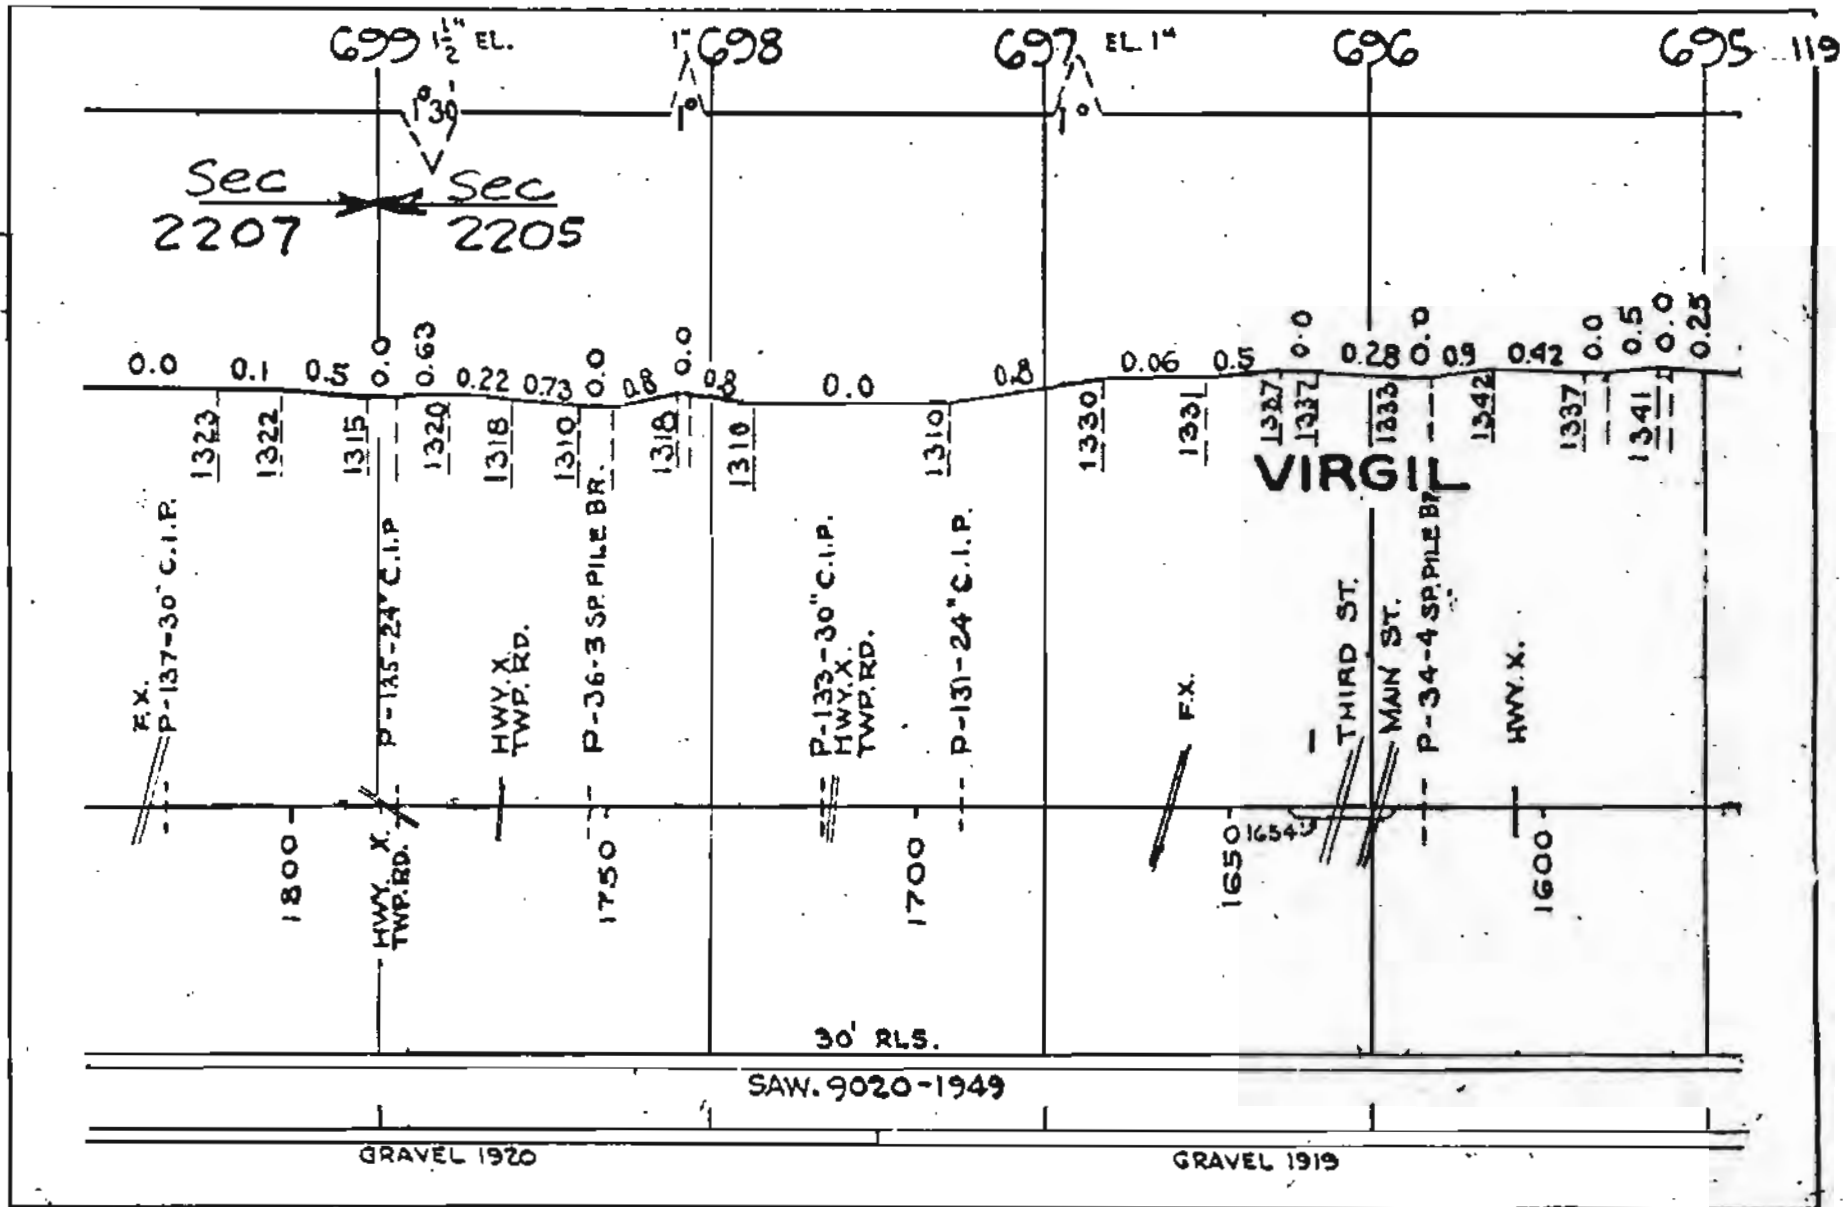 699 1½" EL.
1" 698
697 EL. 1"
696
695
119
1°30'
1°
1°
Sec
2207
Sec
2205
0.0 0.1 0.5 0.0 0.63 0.22 0.73 0.0 0.8 0.0 0.8 0.0 0.8 0.06 0.5 0.0 0.28 0.0 0.9 0.42 0.0 0.5 0.0 0.25
1323 1322 1315 1320 1318 1310 1318 1310 1310 1330 1331 1337 1337 1333 1342 1337 1341
VIRGIL
F.X.
P-137-30" C.I.P.
P-135-24" C.I.P
HWY. X.
TWP. RD.
P-36-3 SP. PILE BR.
P-133-30" C.I.P.
HWY. X.
TWP. RD.
P-131-24" C.I.P.
F.X.
THIRD ST.
MAIN ST.
P-34-4 SP. PILE BR
HWY. X.
1800
HWY. X.
TWP. RD.
1750
1700
1650
1654
1600
30' RLS.
SAW. 9020-1949
GRAVEL 1920
GRAVEL 1919